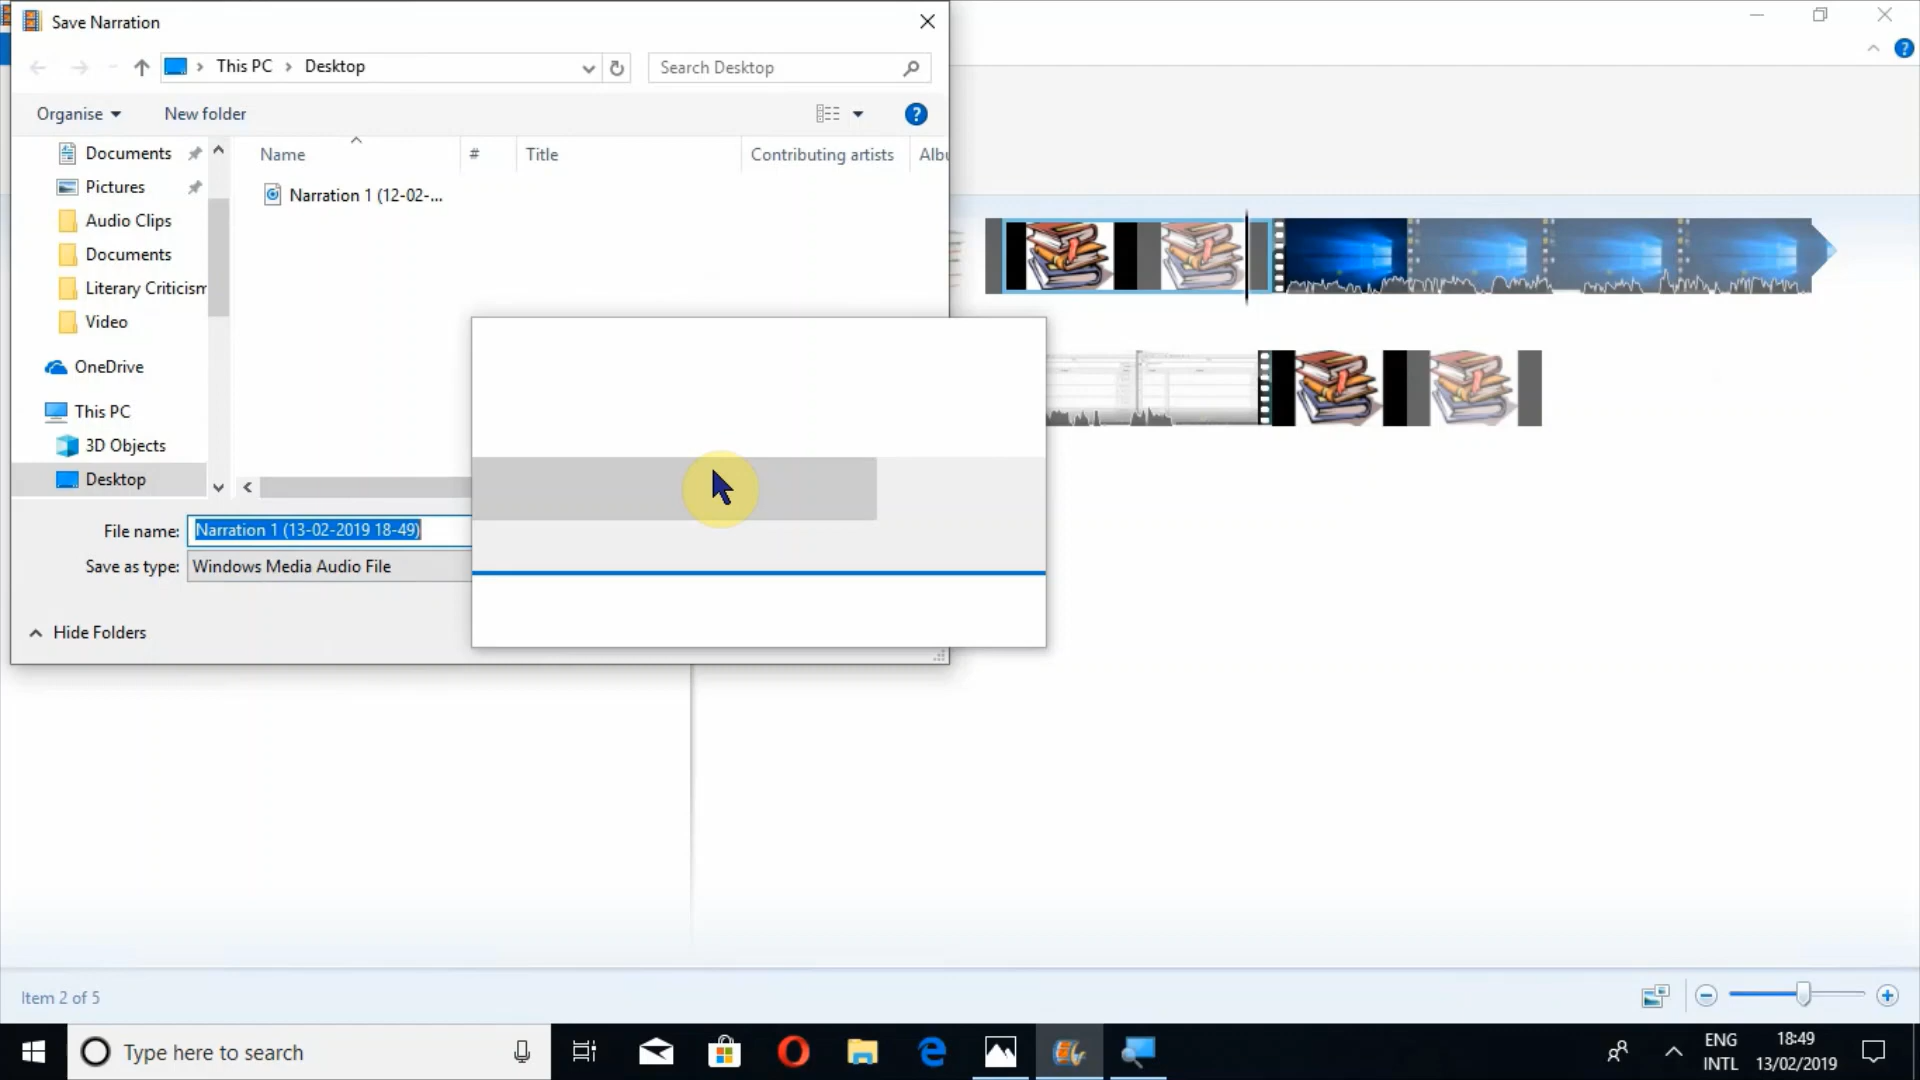 Save Narration
This PC > Desktop
Search Desktop
Organise
New folder
Name
#
Title
Contributing artists
Albu
Documents
Pictures
Audio Clips
Documents
Literary Criticism
Video
OneDrive
This PC
3D Objects
Desktop
Narration 1 (12-02-...
File name: Narration 1 (13-02-2019 18-49)
Save as type: Windows Media Audio File
Hide Folders
Item 2 of 5
Type here to search
ENG
INTL
18:49
13/02/2019